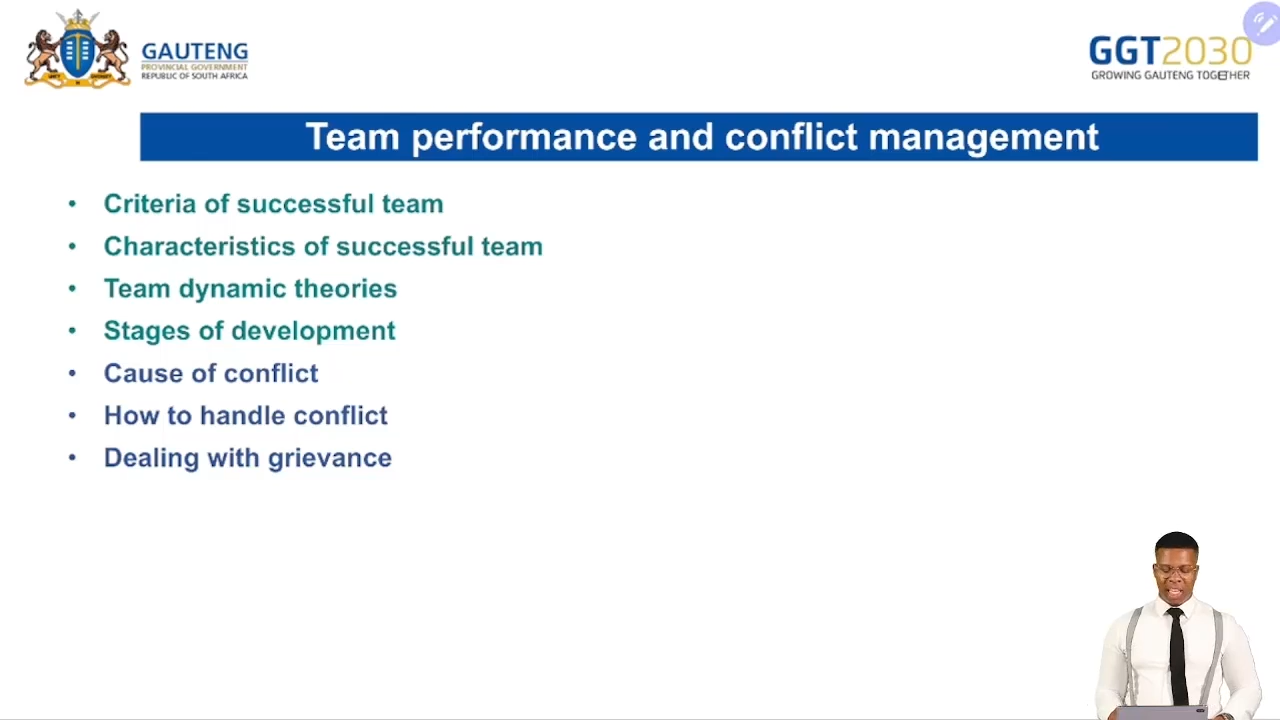 GAUTENG
PROVINCIAL GOVERNMENT
REPUBLIC OF SOUTH AFRICA
GGT2030
GROWING GAUTENG TOGETHER
Team performance and conflict management
• Criteria of successful team
• Characteristics of successful team
• Team dynamic theories
• Stages of development
• Cause of conflict
• How to handle conflict
• Dealing with grievance